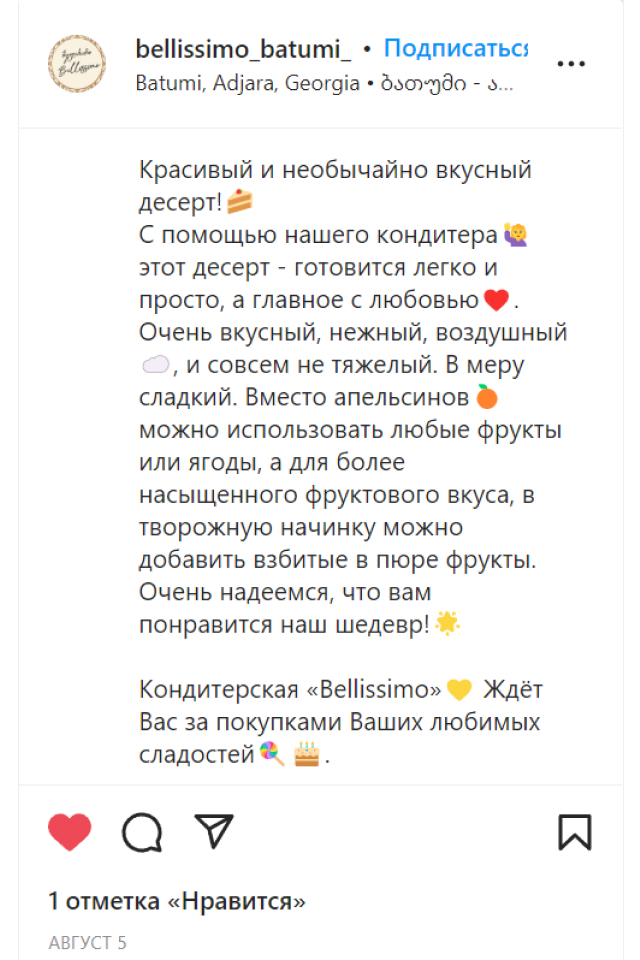 Bellissimo
bellissimo_batumi_ • Подписаться
Batumi, Adjara, Georgia • ბათუმი - ა...
Красивый и необычайно вкусный
десерт!🍰
С помощью нашего кондитера🙋‍♀️
этот десерт - готовится легко и
просто, а главное с любовью❤️.
Очень вкусный, нежный, воздушный
☁️, и совсем не тяжелый. В меру
сладкий. Вместо апельсинов🍊
можно использовать любые фрукты
или ягоды, а для более
насыщенного фруктового вкуса, в
творожную начинку можно
добавить взбитые в пюре фрукты.
Очень надеемся, что вам
понравится наш шедевр!🌟
Кондитерская «Bellissimo»💛 Ждёт
Вас за покупками Ваших любимых
сладостей🍭🎂.
1 отметка «Нравится»
АВГУСТ 5